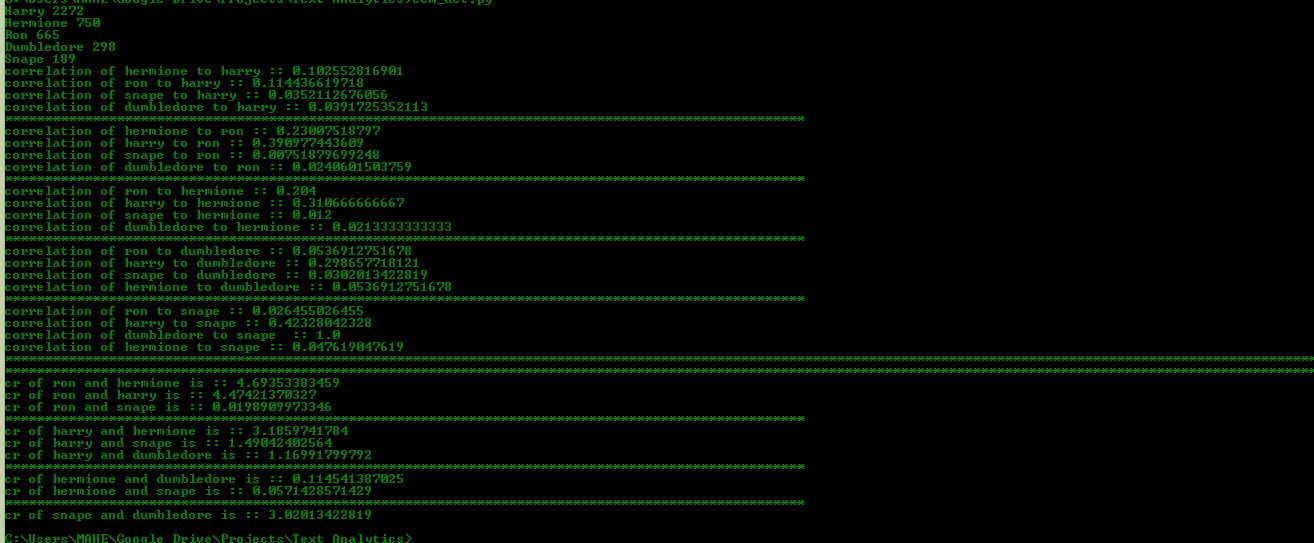 C:\Users\MAHE\Google Drive\Projects\Text Analytics>
Harry 2272
Hermione 750
Ron 665
Dumbledore 298
Snape 189
correlation of hermione to harry :: 0.102552816901
correlation of ron to harry :: 0.114436619718
correlation of snape to harry :: 0.0352112676056
correlation of dumbledore to harry :: 0.0391725352113
****************************************************************************************************
correlation of hermione to ron :: 0.23007518797
correlation of harry to ron :: 0.390977443609
correlation of snape to ron :: 0.00751879699248
correlation of dumbledore to ron :: 0.0240601503759
****************************************************************************************************
correlation of ron to hermione :: 0.204
correlation of harry to hermione :: 0.310666666667
correlation of snape to hermione :: 0.012
correlation of dumbledore to hermione :: 0.0213333333333
****************************************************************************************************
correlation of ron to dumbledore :: 0.0536912751678
correlation of harry to dumbledore :: 0.298657718121
correlation of snape to dumbledore :: 0.0302013422819
correlation of hermione to dumbledore :: 0.0536912751678
****************************************************************************************************
correlation of ron to snape :: 0.026455026455
correlation of harry to snape :: 0.42328042328
correlation of dumbledore to snape  :: 1.0
correlation of hermione to snape :: 0.047619047619
********************************************************************************************************************************************************************
********************************************************************************************************************************************************************
cr of ron and hermione is :: 4.69353383459
cr of ron and harry is :: 4.47421370327
cr of ron and snape is :: 0.0198909973346
****************************************************************************************************
cr of harry and hermione is :: 3.1859741784
cr of harry and snape is :: 1.49042402564
cr of harry and dumbledore is :: 1.16991799792
****************************************************************************************************
cr of hermione and dumbledore is :: 0.114541387025
cr of hermione and snape is :: 0.0571428571429
****************************************************************************************************
cr of snape and dumbledore is :: 3.02013422819
C:\Users\MAHE\Google Drive\Projects\Text Analytics>